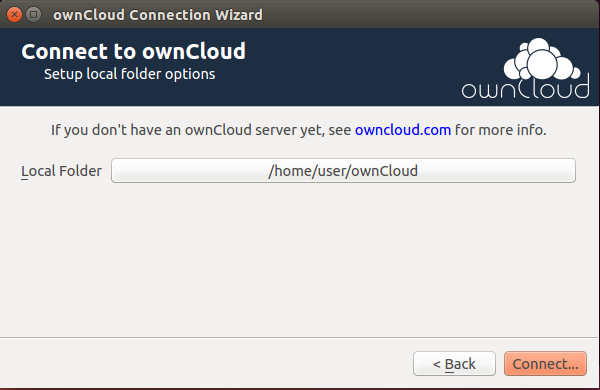 ownCloud Connection Wizard
Connect to ownCloud
Setup local folder options
ownCloud
If you don't have an ownCloud server yet, see owncloud.com for more info.
Local Folder
/home/user/ownCloud
< Back
Connect...